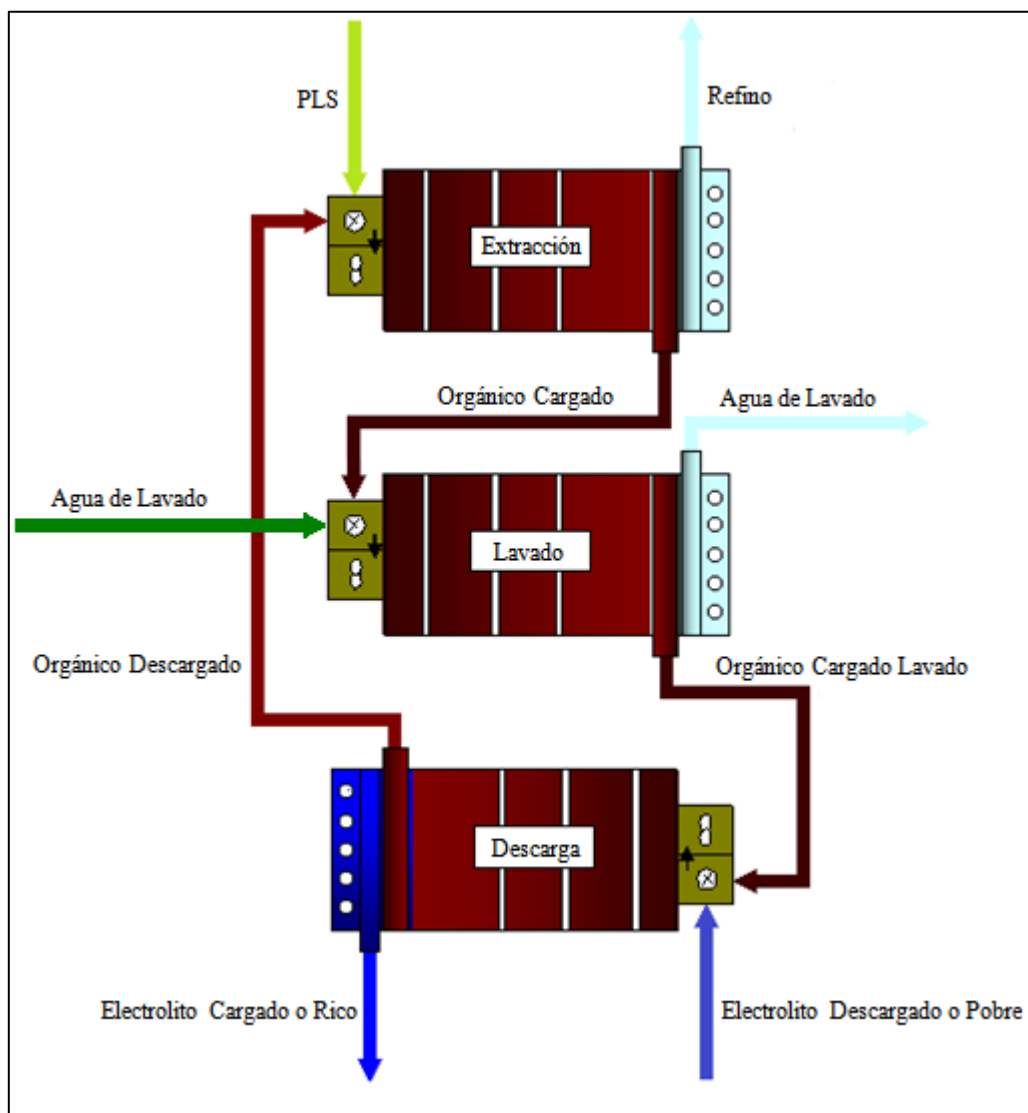 PLS
Refino
Extracción
Orgánico Cargado
Agua de Lavado
Agua de Lavado
Lavado
Orgánico Descargado
Orgánico Cargado Lavado
Descarga
Electrolito Cargado o Rico
Electrolito Descargado o Pobre